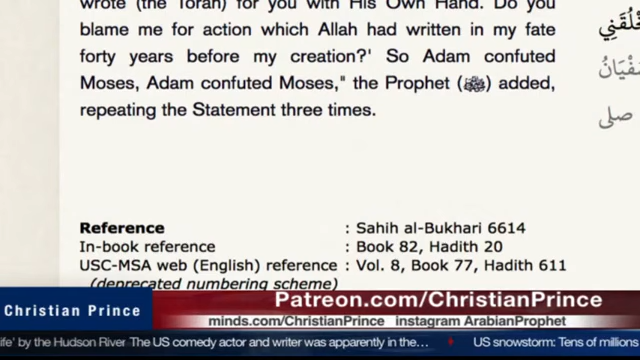 wrote (the Torah) for you with His Own Hand. Do you
blame me for action which Allah had written in my fate
forty years before my creation?' So Adam confuted
Moses, Adam confuted Moses," the Prophet (ﷺ) added,
repeating the Statement three times.
سُفْيَانُ
صلى
Reference : Sahih al-Bukhari 6614
In-book reference : Book 82, Hadith 20
USC-MSA web (English) reference : Vol. 8, Book 77, Hadith 611
(deprecated numbering scheme)
Christian Prince
Patreon.com/ChristianPrince
minds.com/ChristianPrince instagram ArabianProphet
ife' by the Hudson River The US comedy actor and writer was apparently in the… US snowstorm: Tens of millions